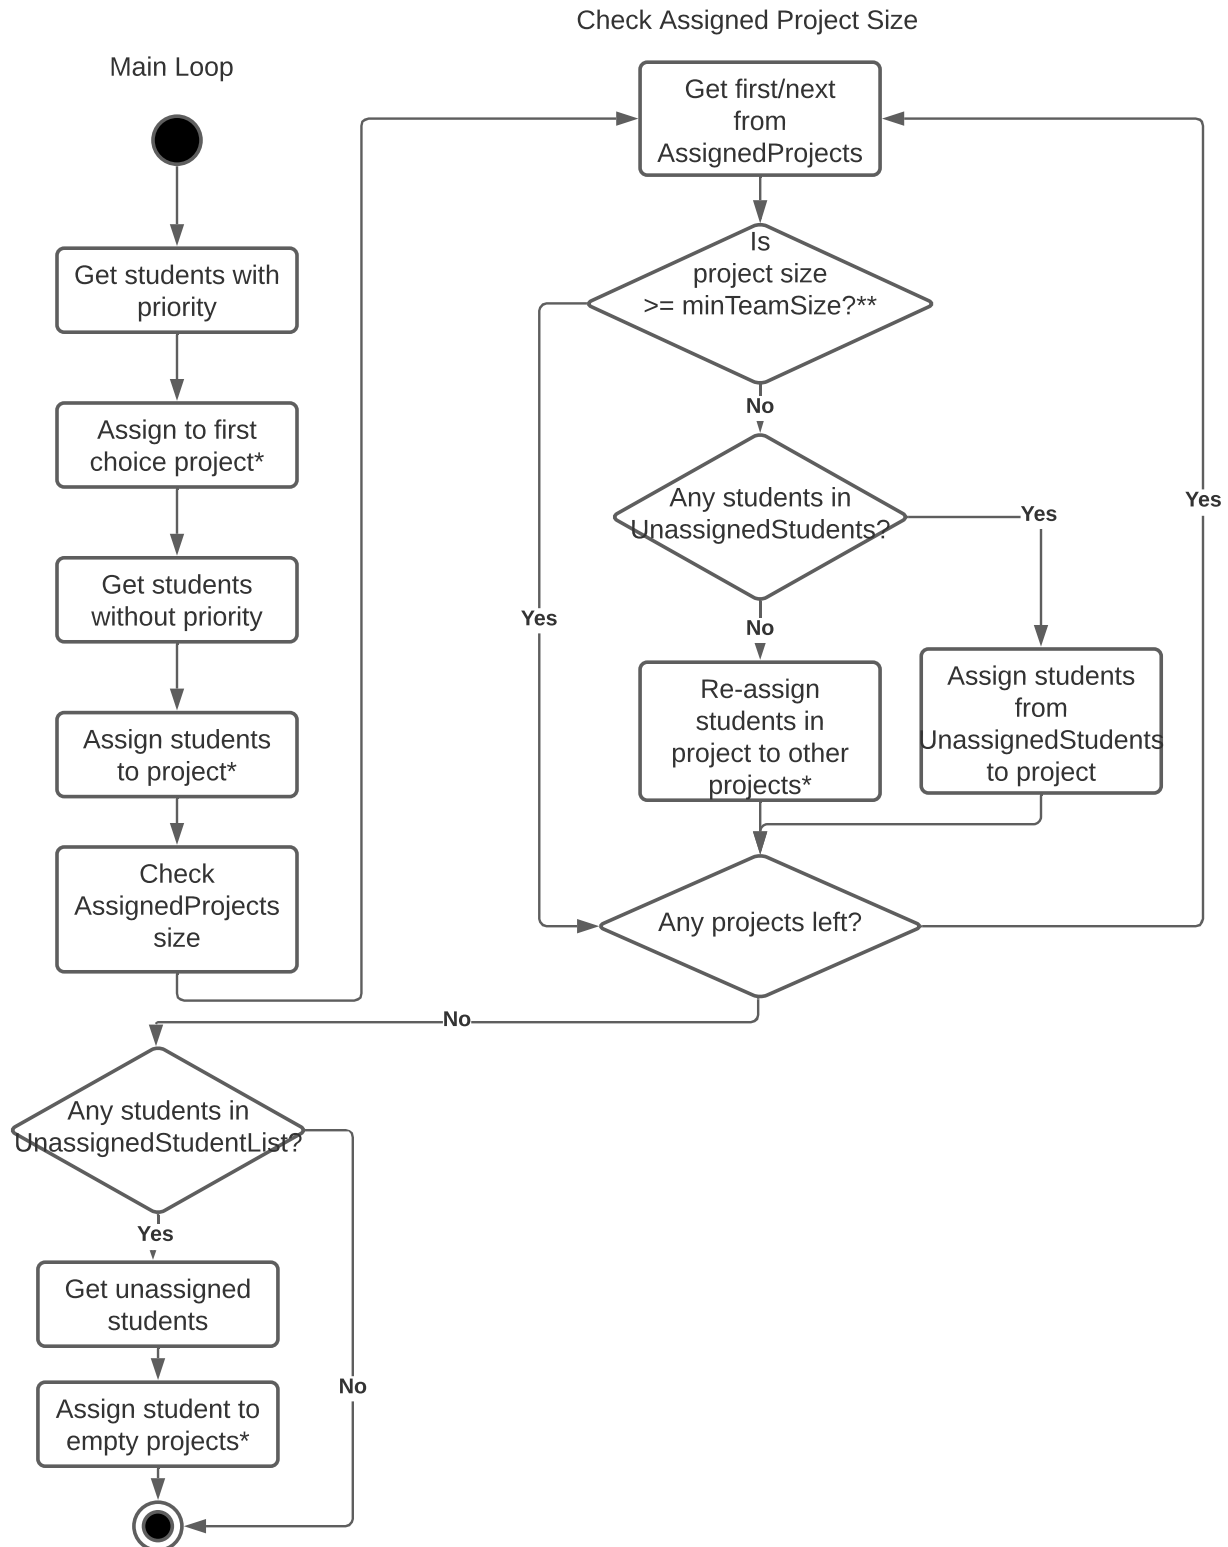 Check Assigned Project Size
Main Loop
Get students with
priority
Assign to first
choice project*
Get students
without priority
Assign students
to project*
Check
AssignedProjects
size
Get first/next
from
AssignedProjects
Is
project size
>= minTeamSize?**
No
Yes
Any students in
UnassignedStudents?
Yes
No
Re-assign
students in
project to other
projects*
Assign students
from
UnassignedStudents
to project
Any projects left?
Yes
No
Any students in
UnassignedStudentList?
Yes
Get unassigned
students
Assign student to
empty projects*
No